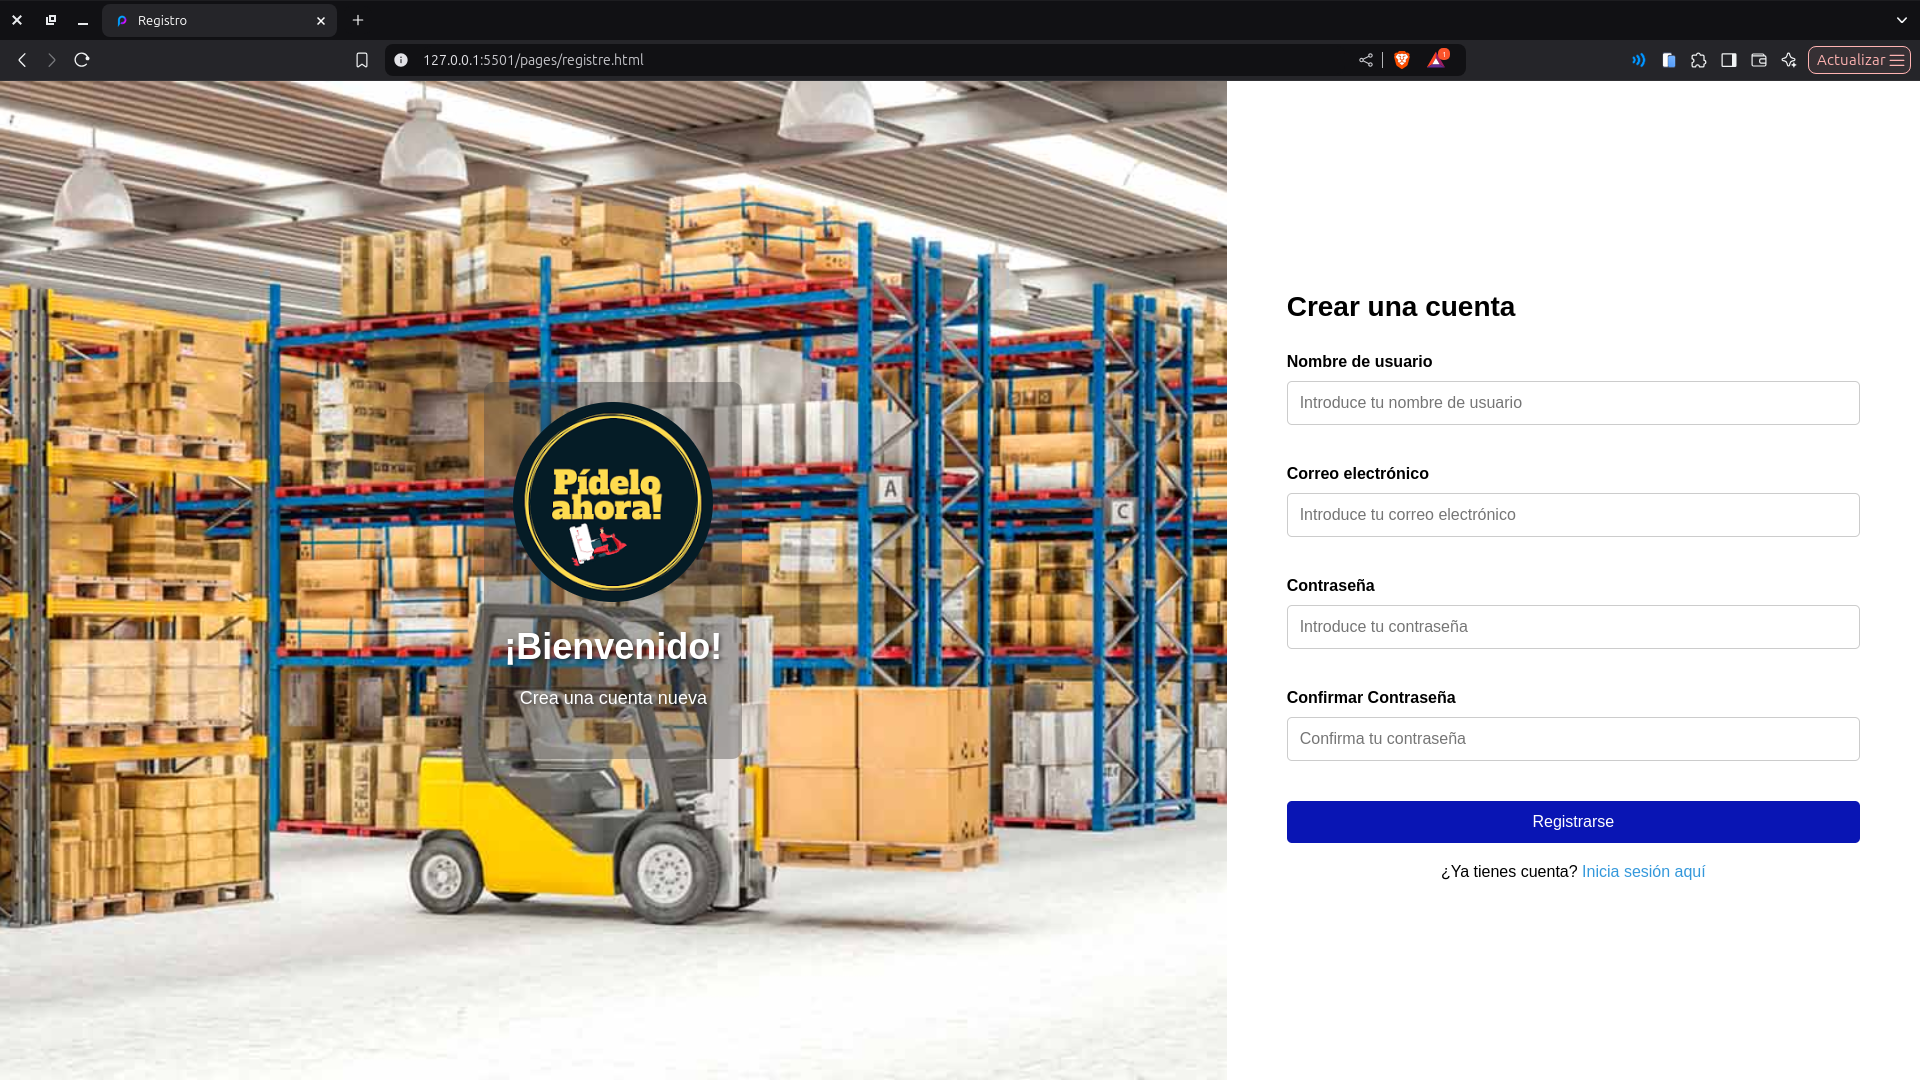 Registro
127.0.0.1:5501/pages/registre.html
1
Actualizar
A
C
Pídelo
ahora!
¡Bienvenido!
Crea una cuenta nueva
Crear una cuenta
Nombre de usuario
Introduce tu nombre de usuario
Correo electrónico
Introduce tu correo electrónico
Contraseña
Introduce tu contraseña
Confirmar Contraseña
Confirma tu contraseña
Registrarse
¿Ya tienes cuenta? Inicia sesión aquí